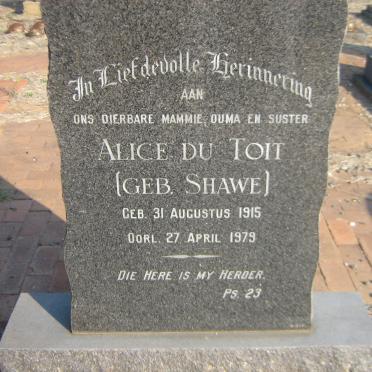 In Liefdevolle Herinnering
AAN
ONS DIERBARE MAMMIE, OUMA EN SUSTER
ALICE DU TOIT
(GEB. SHAWE)
GEB. 31 AUGUSTUS 1915
OORL. 27 APRIL 1979
DIE HERE IS MY HERDER.
PS. 23